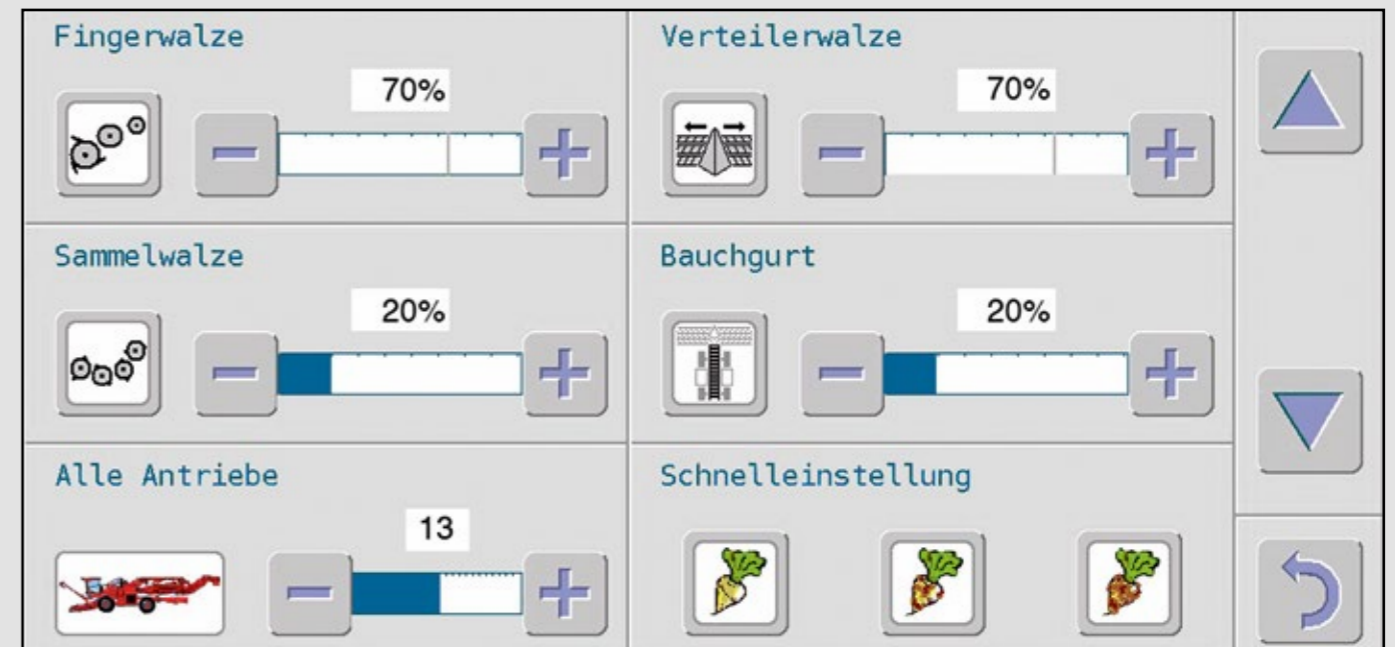 Fingerwalze
70%
Verteilerwalze
70%
Sammelwalze
20%
Bauchgurt
20%
Alle Antriebe
13
Schnelleinstellung